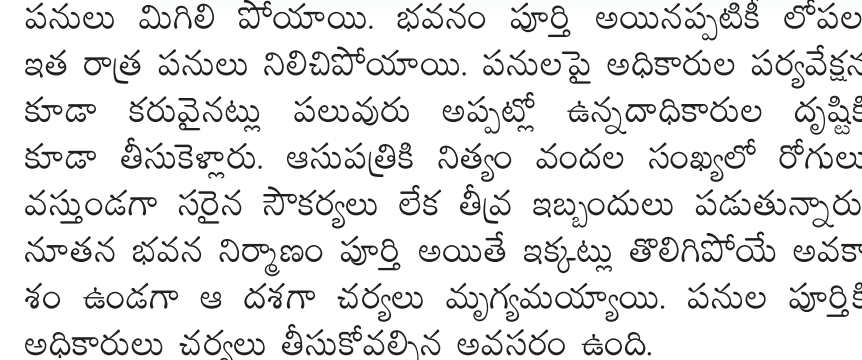 పనులు మిగిలి పోయాయి. భవనం పూర్తి అయినప్పటికీ లోపల
ఇత రాత్ర పనులు నిలిచిపోయాయి. పనులపై అధికారుల పర్యవేక్షన
కూడా కరువైనట్లు పలువురు అప్పట్లో ఉన్నదాధికారుల దృష్టికి
కూడా తీసుకెళ్లారు. ఆసుపత్రికి నిత్యం వందల సంఖ్యలో రోగులు
వస్తుండగా సరైన సౌకర్యలు లేక తీవ్ర ఇబ్బందులు పడుతున్నారు
నూతన భవన నిర్మాణం పూర్తి అయితే ఇక్కట్లు తొలిగిపోయే అవకా
శం ఉండగా ఆ దశగా చర్యలు మృగ్యమయ్యాయి. పనుల పూర్తికి
అధికారులు చర్యలు తీసుకోవల్సిన అవసరం ఉంది.